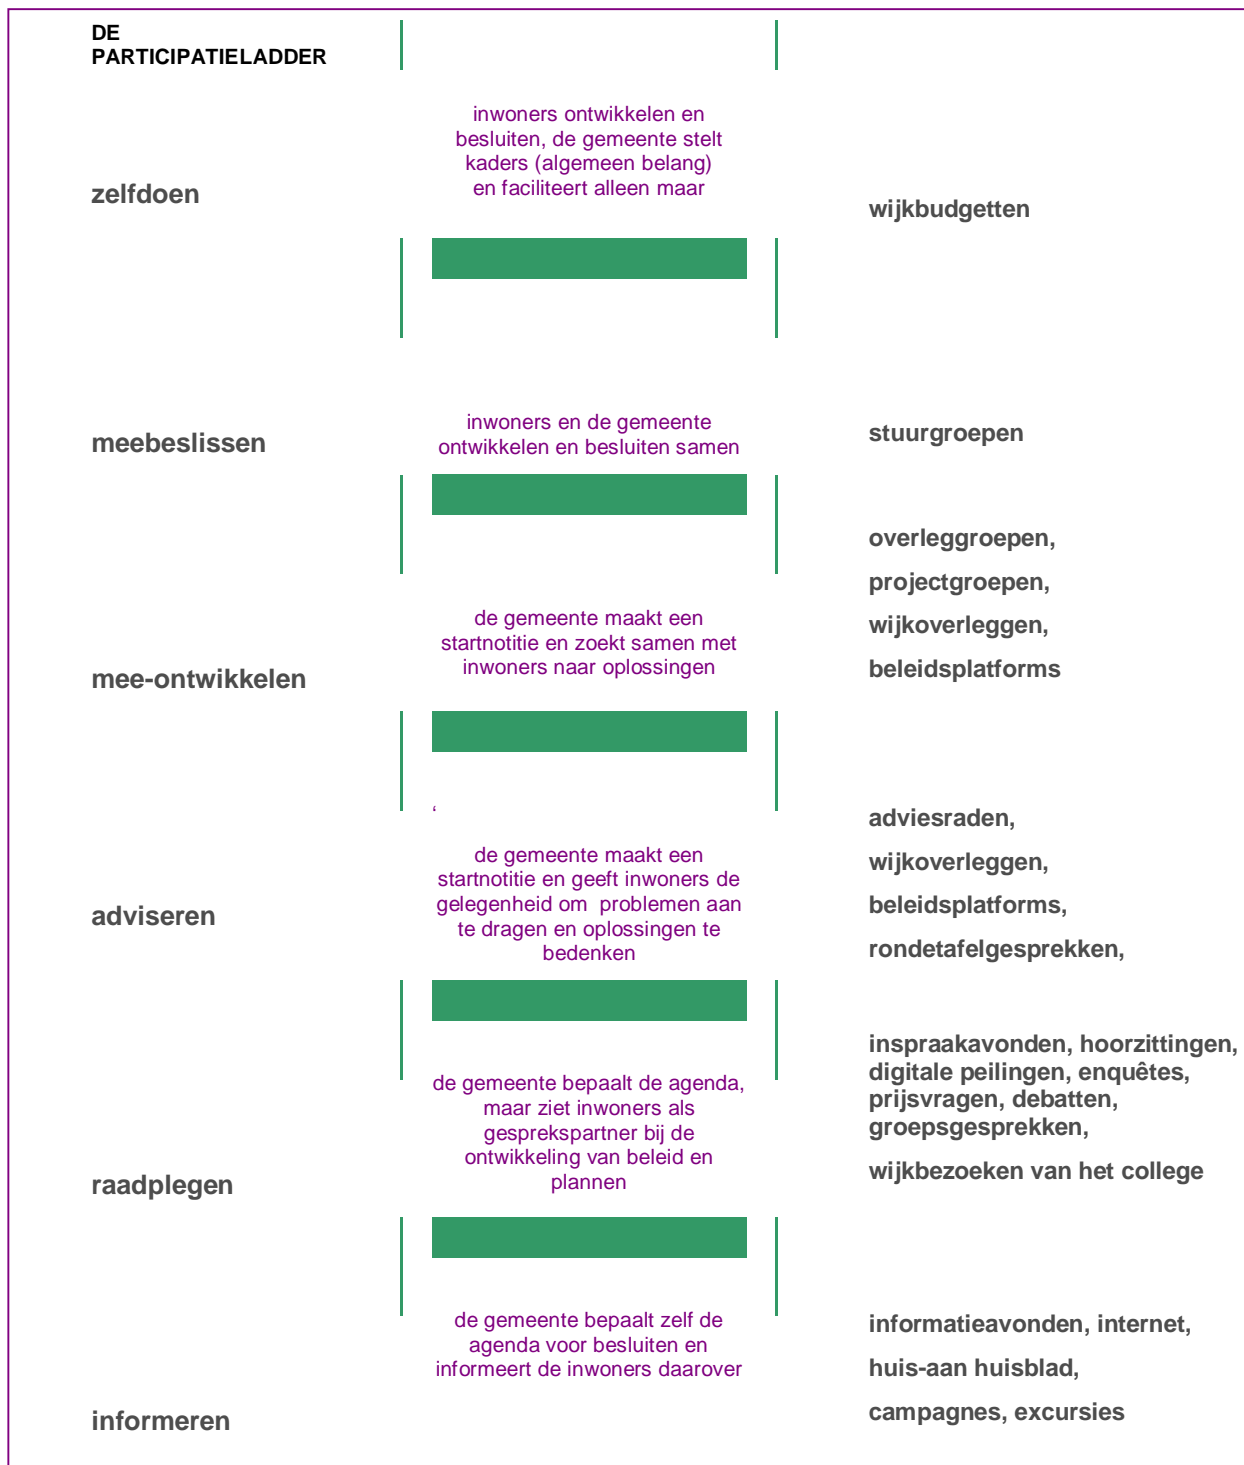 DE
PARTICIPATIELADDER
zelfdoen
inwoners ontwikkelen en
besluiten, de gemeente stelt
kaders (algemeen belang)
en faciliteert alleen maar
wijkbudgetten
meebeslissen
inwoners en de gemeente
ontwikkelen en besluiten samen
stuurgroepen
mee-ontwikkelen
de gemeente maakt een
startnotitie en zoekt samen met
inwoners naar oplossingen
overleggroepen,
projectgroepen,
wijkoverleggen,
beleidsplatforms
adviseren
‘
de gemeente maakt een
startnotitie en geeft inwoners de
gelegenheid om  problemen aan
te dragen en oplossingen te
bedenken
adviesraden,
wijkoverleggen,
beleidsplatforms,
rondetafelgesprekken,
raadplegen
de gemeente bepaalt de agenda,
maar ziet inwoners als
gesprekspartner bij de
ontwikkeling van beleid en
plannen
inspraakavonden, hoorzittingen,
digitale peilingen, enquêtes,
prijsvragen, debatten,
groepsgesprekken,
wijkbezoeken van het college
informeren
de gemeente bepaalt zelf de
agenda voor besluiten en
informeert de inwoners daarover
informatieavonden, internet,
huis-aan huisblad,
campagnes, excursies